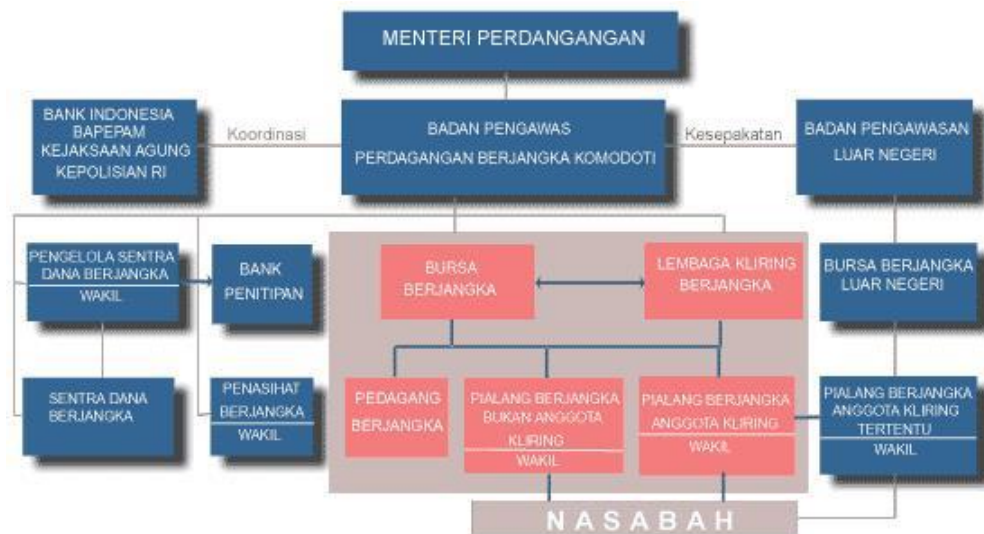 MENTERI PERDANGANGAN
BANK INDONESIA
BAPEPAM
KEJAKSAAN AGUNG
KEPOLISIAN RI
Koordinasi
BADAN PENGAWAS
PERDAGANGAN BERJANGKA KOMODOTI
Kesepakatan
BADAN PENGAWASAN
LUAR NEGERI
PENGELOLA SENTRA
DANA BERJANGKA
WAKIL
BANK
PENITIPAN
BURSA
BERJANGKA
LEMBAGA KLIRING
BERJANGKA
BURSA BERJANGKA
LUAR NEGERI
SENTRA DANA
BERJANGKA
PENASIHAT
BERJANGKA
WAKIL
PEDAGANG
BERJANGKA
PIALANG BERJANGKA
BUKAN ANGGOTA
KLIRING
WAKIL
PIALANG BERJANGKA
ANGGOTA KLIRING
WAKIL
PIALANG BERJANGKA
ANGGOTA KLIRING
TERTENTU
WAKIL
NASABAH